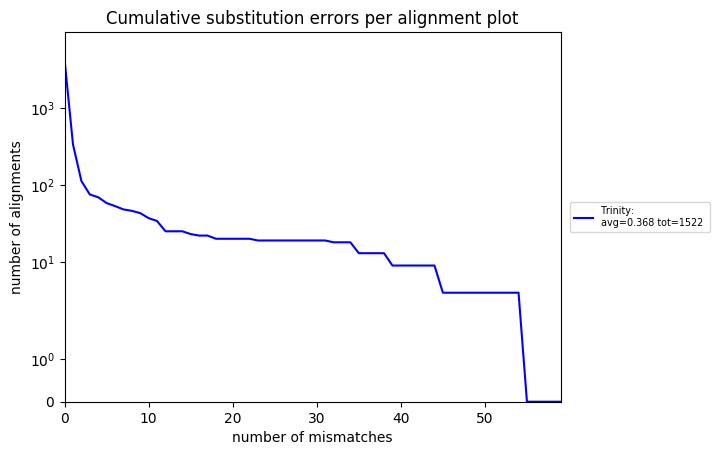 Cumulative substitution errors per alignment plot
number of alignments
10³
10²
10¹
10⁰
0
0 10 20 30 40 50
number of mismatches
Trinity:
avg=0.368 tot=1522